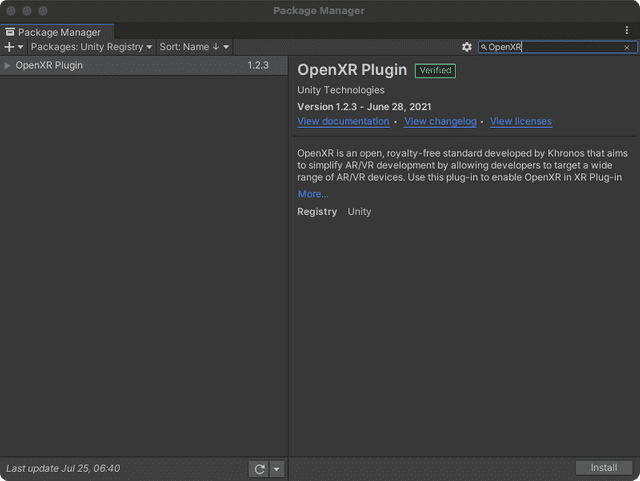 Package Manager
Package Manager
Packages: Unity Registry
Sort: Name ↓
OpenXR
OpenXR Plugin
1.2.3
OpenXR Plugin
Verified
Unity Technologies
Version 1.2.3 - June 28, 2021
View documentation • View changelog • View licenses
OpenXR is an open, royalty-free standard developed by Khronos that aims
to simplify AR/VR development by allowing developers to target a wide
range of AR/VR devices. Use this plug-in to enable OpenXR in XR Plug-in
More...
Registry Unity
Last update Jul 25, 06:40
Install